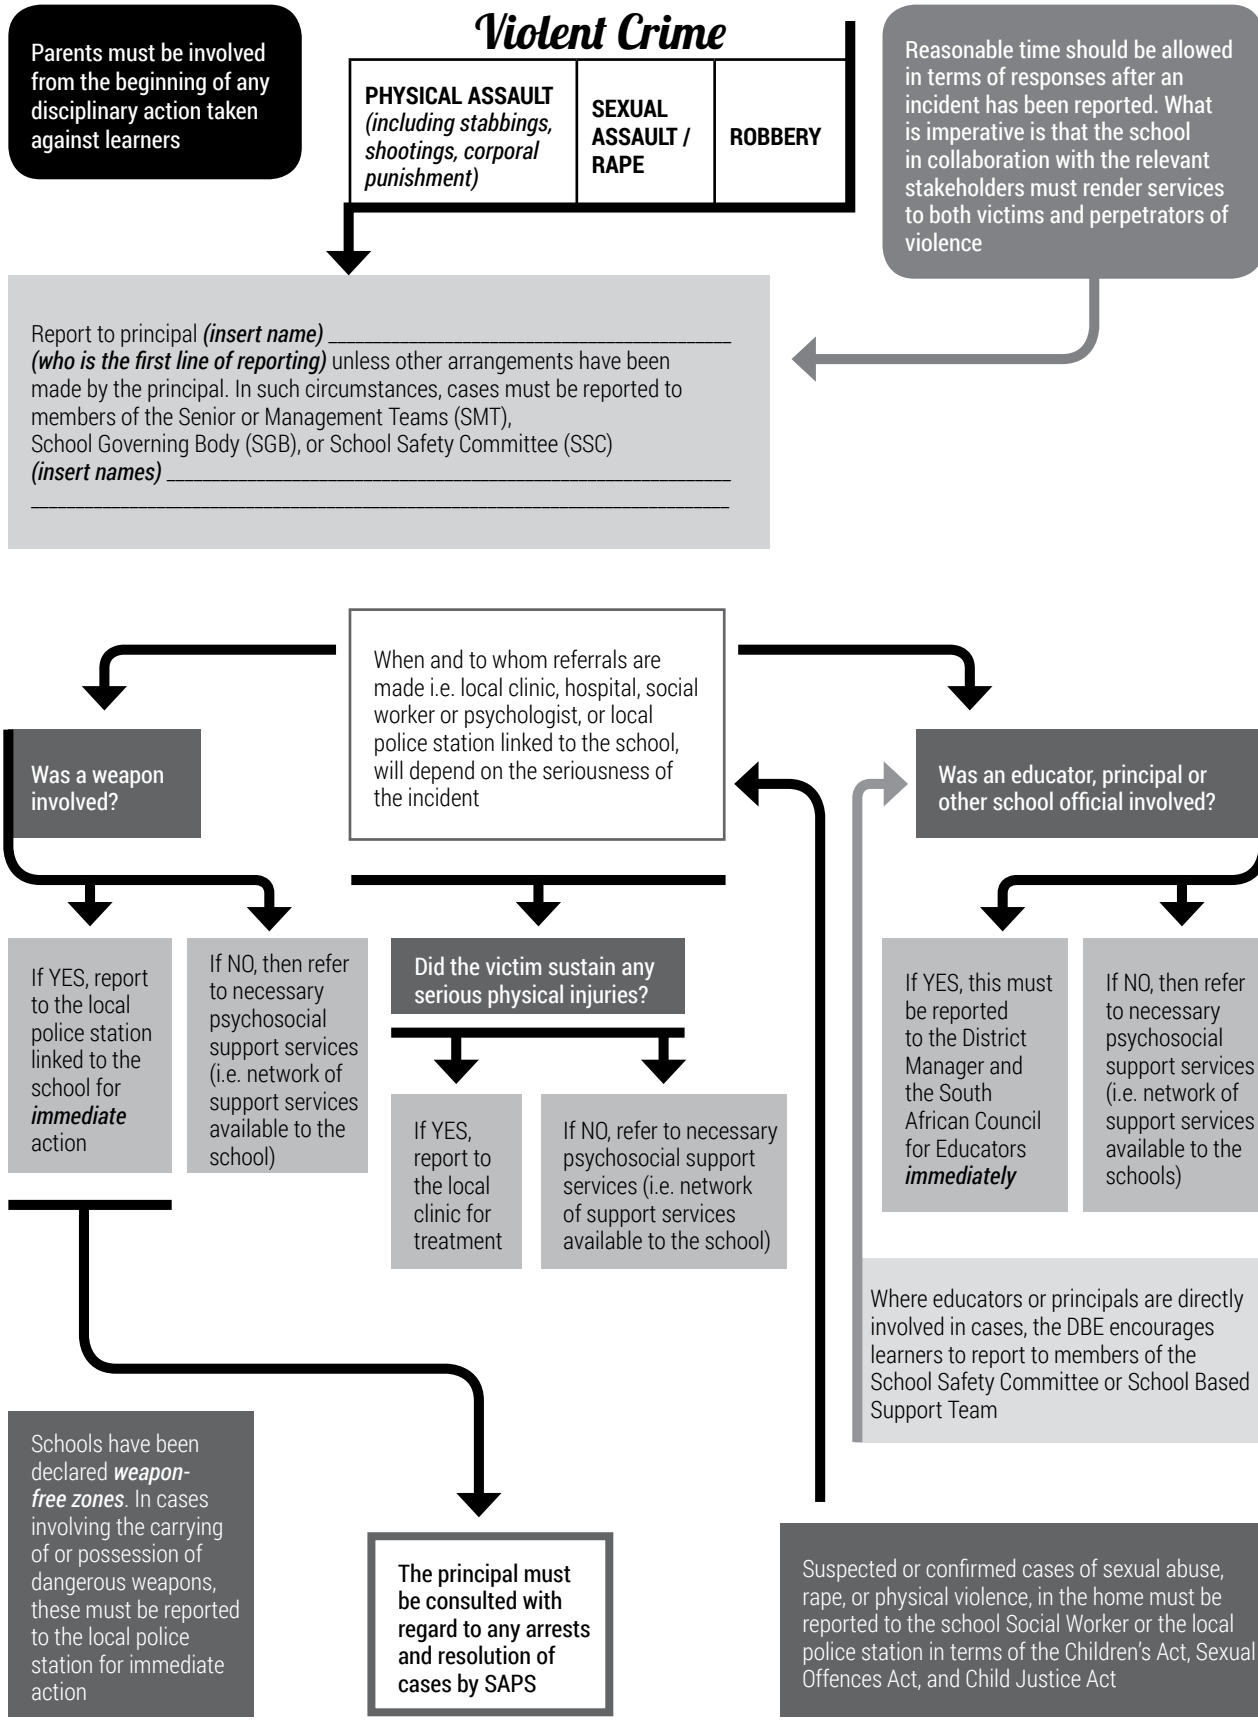 Violent Crime
Parents must be involved
from the beginning of any
disciplinary action taken
against learners
PHYSICAL ASSAULT
(including stabbings,
shootings, corporal
punishment)
SEXUAL
ASSAULT /
RAPE
ROBBERY
Reasonable time should be allowed
in terms of responses after an
incident has been reported. What
is imperative is that the school
in collaboration with the relevant
stakeholders must render services
to both victims and perpetrators of
violence
Report to principal (insert name) ____________________
(who is the first line of reporting) unless other arrangements have been
made by the principal. In such circumstances, cases must be reported to
members of the Senior or Management Teams (SMT),
School Governing Body (SGB), or School Safety Committee (SSC)
(insert names) ____________________
____________________
When and to whom referrals are
made i.e. local clinic, hospital, social
worker or psychologist, or local
police station linked to the school,
will depend on the seriousness of
the incident
Was a weapon
involved?
Was an educator, principal or
other school official involved?
If YES, report
to the local
police station
linked to the
school for
immediate
action
If NO, then refer
to necessary
psychosocial
support services
(i.e. network of
support services
available to the
school)
Did the victim sustain any
serious physical injuries?
If YES,
report to
the local
clinic for
treatment
If NO, refer to necessary
psychosocial support
services (i.e. network
of support services
available to the school)
If YES, this must
be reported
to the District
Manager and
the South
African Council
for Educators
immediately
If NO, then refer
to necessary
psychosocial
support services
(i.e. network of
support services
available to the
schools)
Where educators or principals are directly
involved in cases, the DBE encourages
learners to report to members of the
School Safety Committee or School Based
Support Team
Schools have been
declared weapon-
free zones. In cases
involving the carrying
of or possession of
dangerous weapons,
these must be reported
to the local police
station for immediate
action
The principal must
be consulted with
regard to any arrests
and resolution of
cases by SAPS
Suspected or confirmed cases of sexual abuse,
rape, or physical violence, in the home must be
reported to the school Social Worker or the local
police station in terms of the Children's Act, Sexual
Offences Act, and Child Justice Act